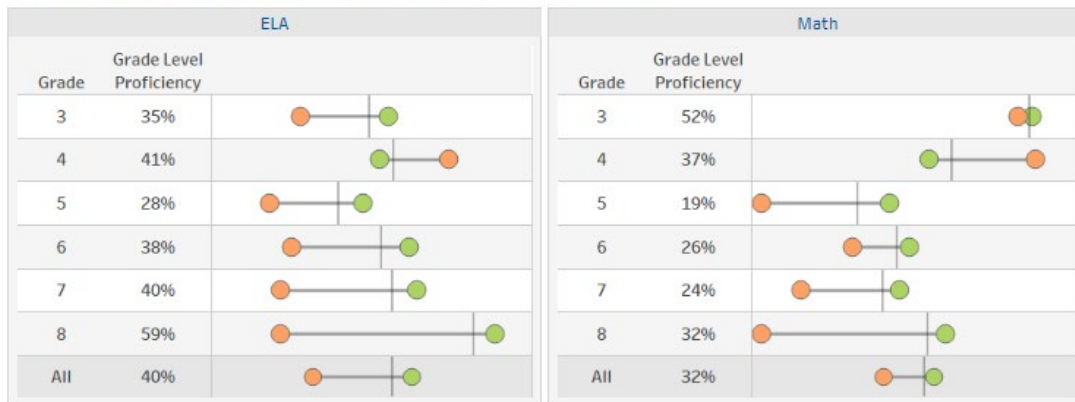 ELA
Grade Grade Level Proficiency
3 35%
4 41%
5 28%
6 38%
7 40%
8 59%
All 40%
Math
Grade Grade Level Proficiency
3 52%
4 37%
5 19%
6 26%
7 24%
8 32%
All 32%